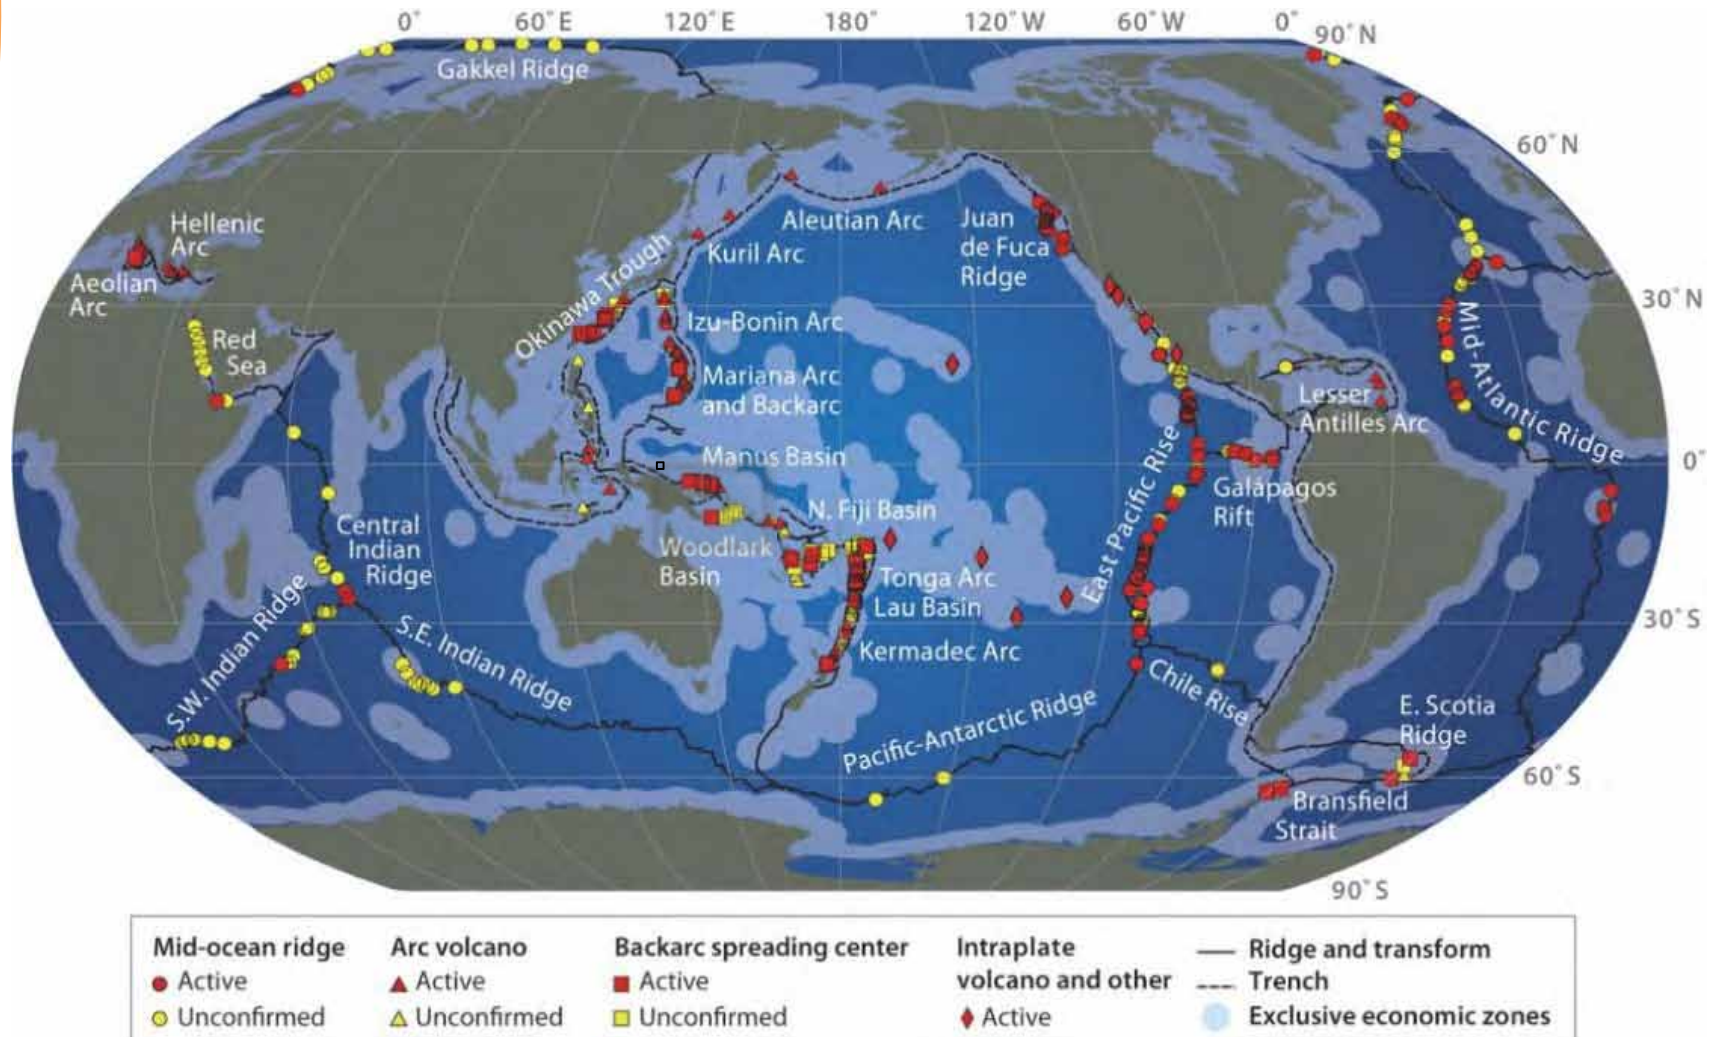 0° 60°E 120°E 180° 120°W 60°W 0°
90°N
Gakkel Ridge
60°N
Hellenic
Arc
Aeolian
Arc
Aleutian Arc
Juan
de Fuca
Ridge
Kuril Arc
Okinawa Trough
30°N
Izu-Bonin Arc
Red
Sea
Mid-Atlantic Ridge
Mariana Arc
and Backarc
Lesser
Antilles Arc
Manus Basin
0°
East Pacific Rise
Galápagos
Rift
N. Fiji Basin
Central
Indian
Ridge
Woodlark
Basin
Tonga Arc
Lau Basin
30°S
S.W. Indian Ridge
S.E. Indian Ridge
Kermadec Arc
Chile Rise
Pacific-Antarctic Ridge
E. Scotia
Ridge
60°S
Bransfield
Strait
90°S
Mid-ocean ridge
Active
Unconfirmed
Arc volcano
Active
Unconfirmed
Backarc spreading center
Active
Unconfirmed
Intraplate
volcano and other
Active
Ridge and transform
Trench
Exclusive economic zones